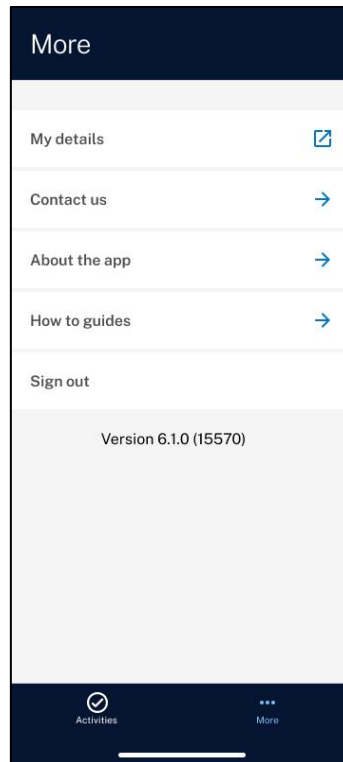 More
My details
Contact us
About the app
How to guides
Sign out
Version 6.1.0 (15570)
Activities
More